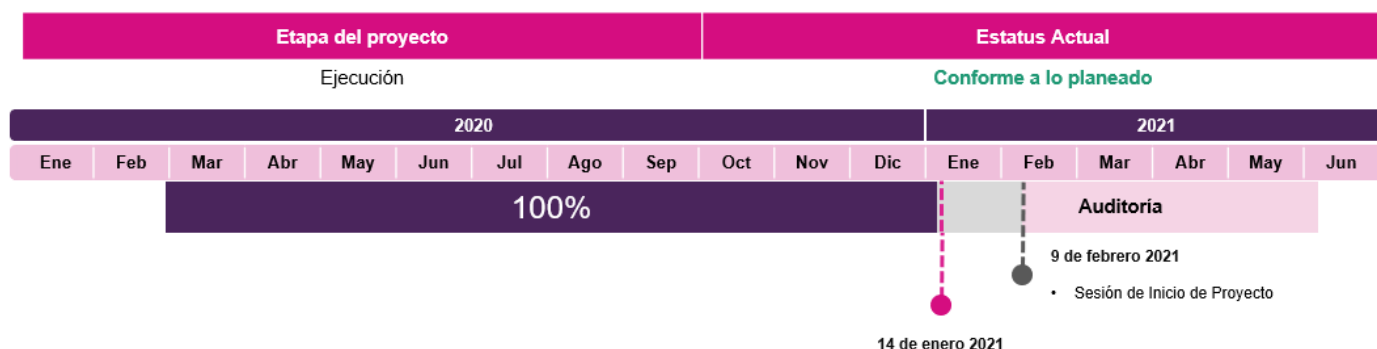 Etapa del proyecto Estatus Actual
Ejecución Conforme a lo planeado
2020 2021
Ene Feb Mar Abr May Jun Jul Ago Sep Oct Nov Dic Ene Feb Mar Abr May Jun
100% Auditoría
9 de febrero 2021
• Sesión de Inicio de Proyecto
14 de enero 2021